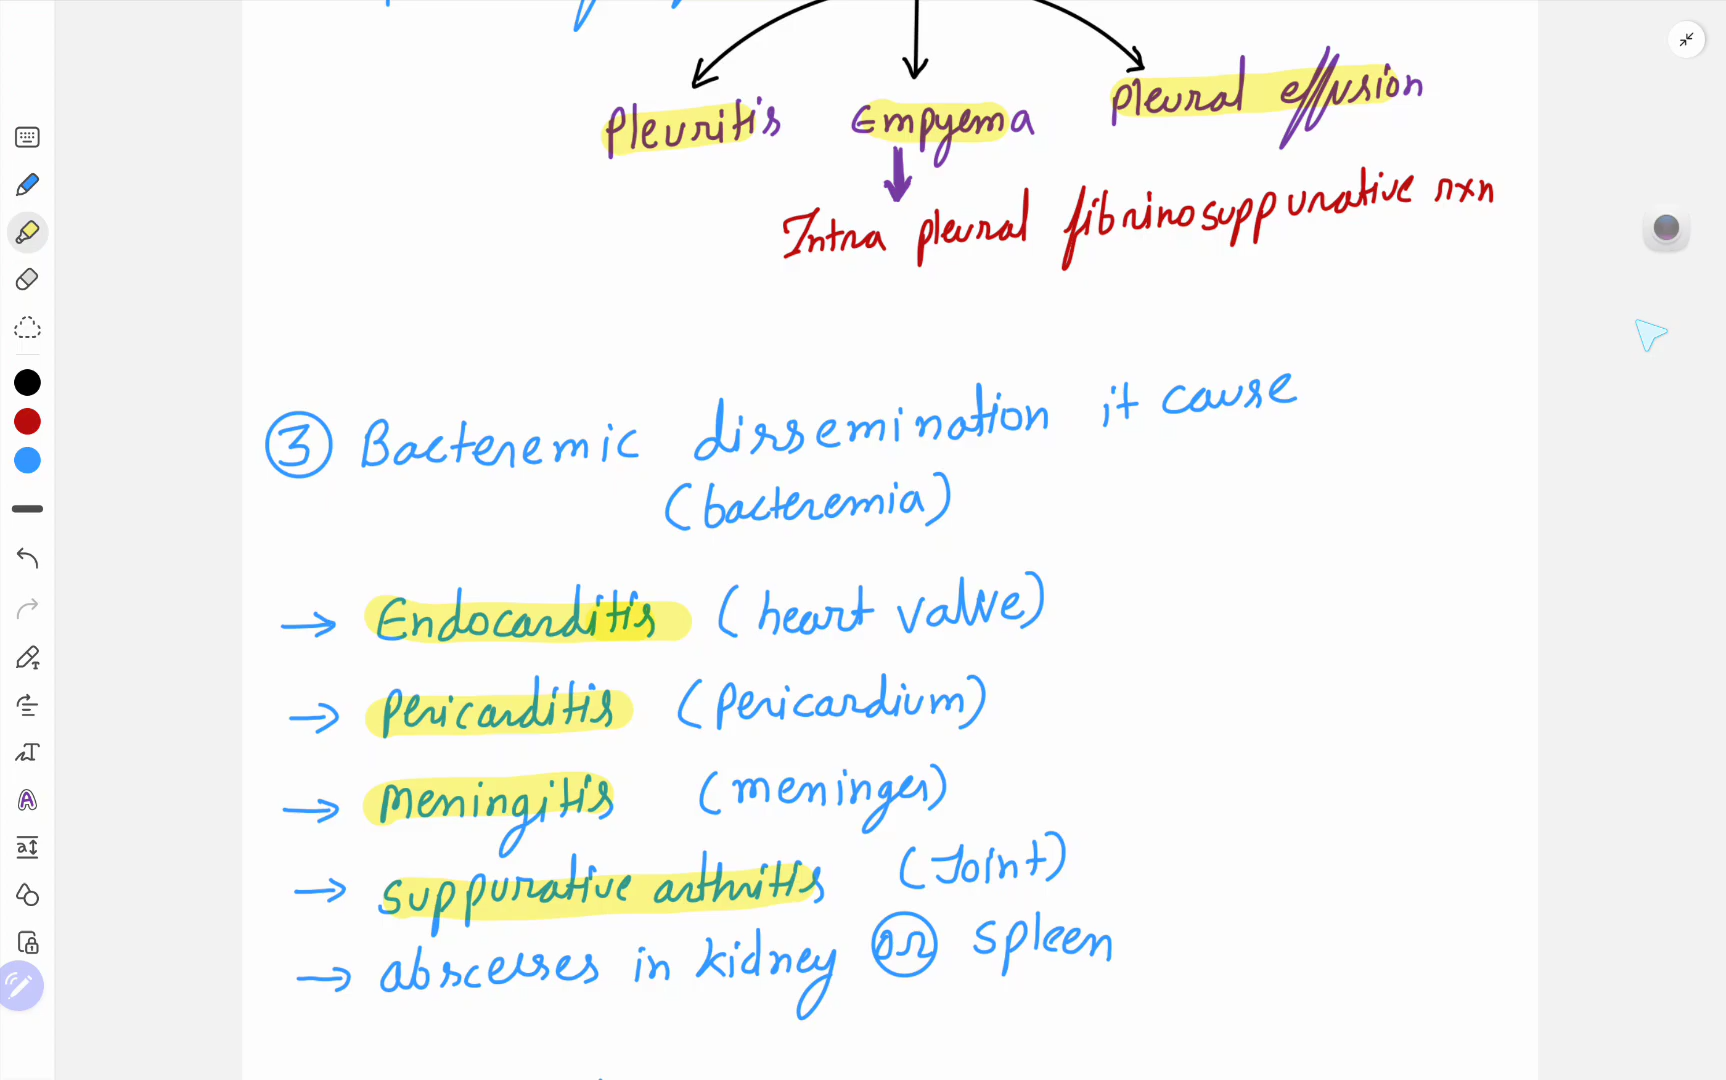 Pleuritis Empyema Pleural effusion
Intra pleural fibrinosuppurative rxn
③ Bacteremic dissemination it cause
(bacteremia)
→ Endocarditis (heart valve)
→ Pericarditis (Pericardium)
→ Meningitis (meninges)
→ suppurative arthritis (Joint)
→ abscesses in kidney or spleen